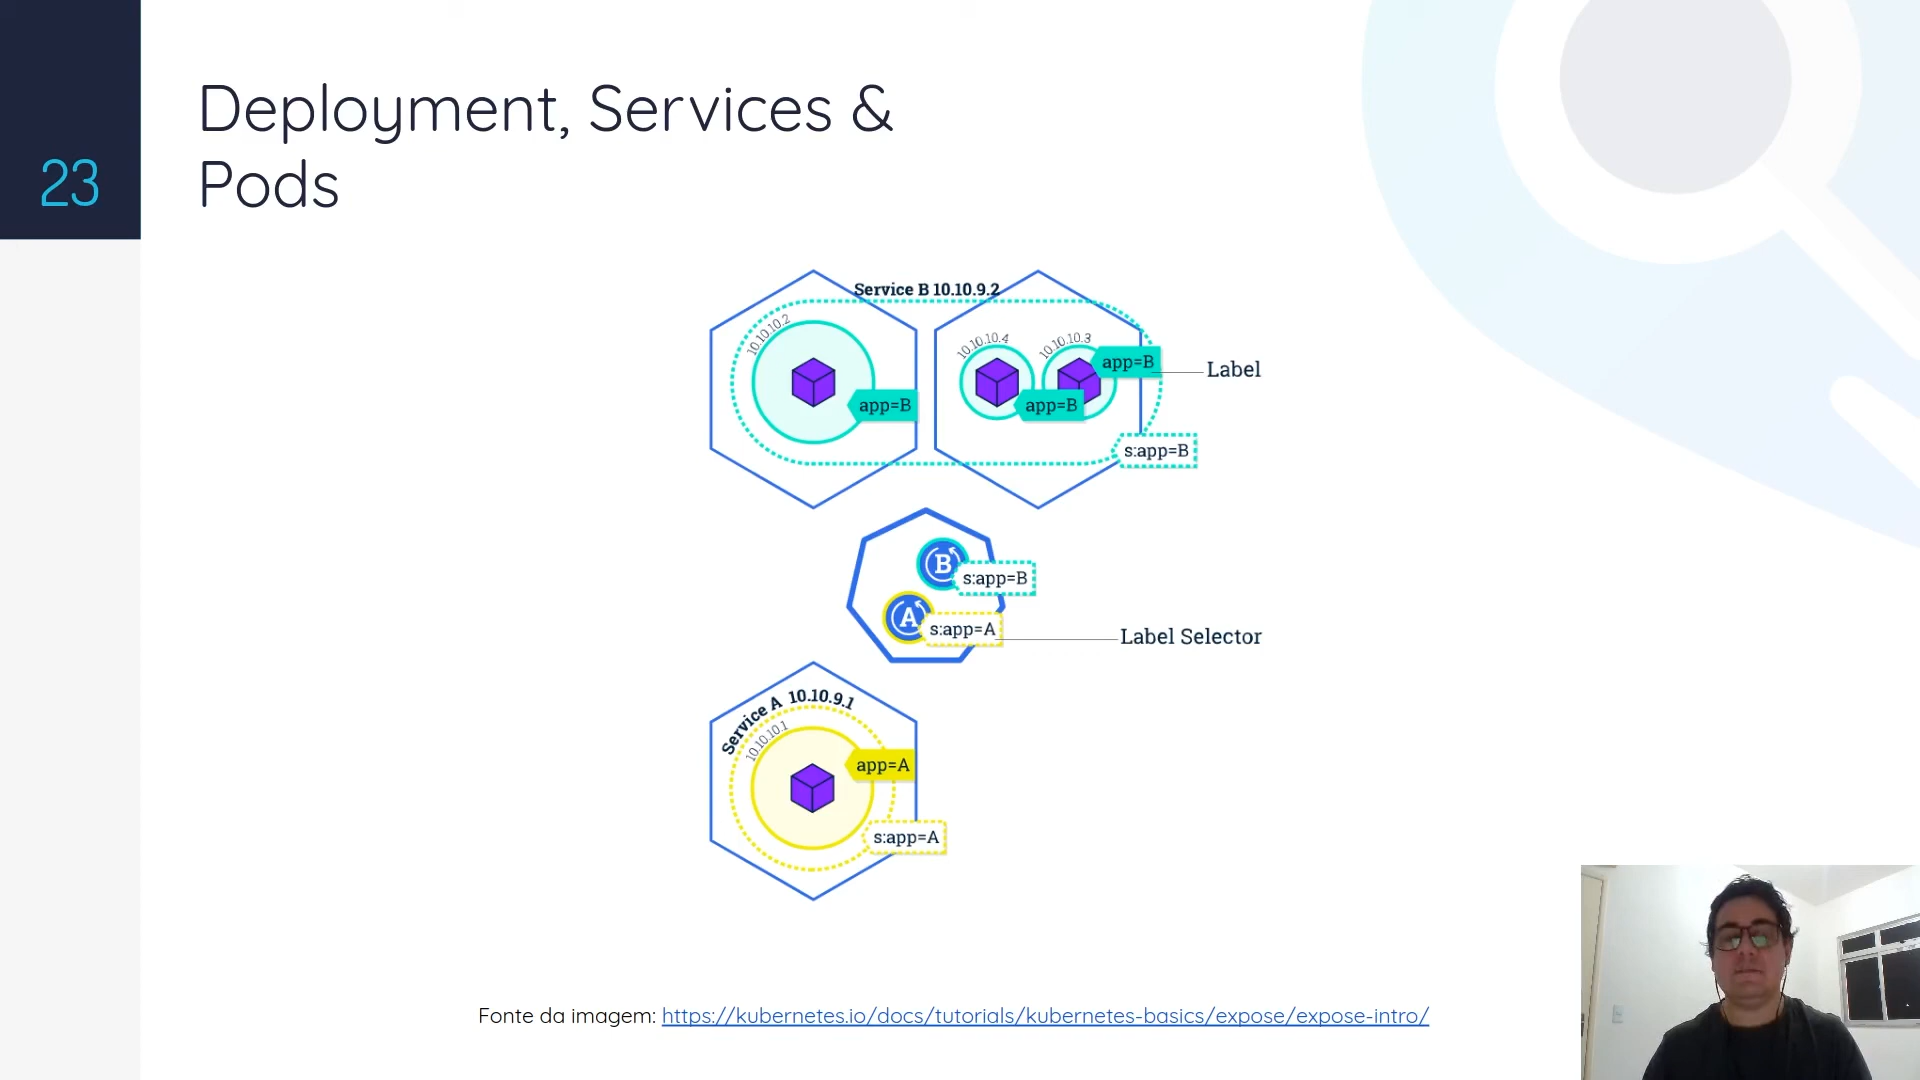 23
Deployment, Services &
Pods
Service B 10.10.9.2
10.10.10.2
10.10.10.4
10.10.10.3
app=B
Label
app=B
app=B
s:app=B
B
s:app=B
A
s:app=A
Label Selector
Service A 10.10.9.1
10.10.10.1
app=A
s:app=A
Fonte da imagem: https://kubernetes.io/docs/tutorials/kubernetes-basics/expose/expose-intro/